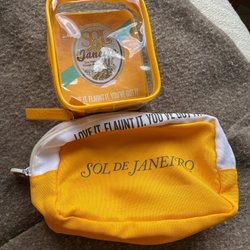 SOL
de
Janeiro
LOVE IT. FLAUNT IT. YOU'VE GOT IT.
LOVE IT. FLAUNT IT. YOU'VE GOT
SOL DE JANEIRO